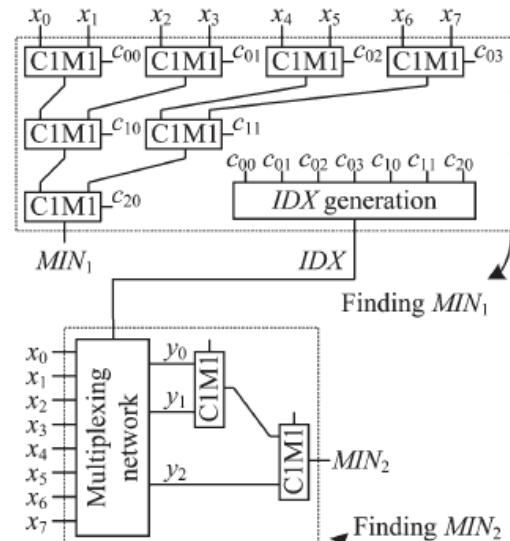 x0 x1 x2 x3 x4 x5 x6 x7
C1M1 c00 C1M1 c01 C1M1 c02 C1M1 c03
C1M1 c10 C1M1 c11
c00 c01 c02 c03 c10 c11 c20
C1M1 c20 IDX generation
MIN1 IDX
Finding MIN1
x0
x1
x2
x3
x4
x5
x6
x7
Multiplexing
network
y0
y1
y2
C1M1
C1M1
MIN2
Finding MIN2